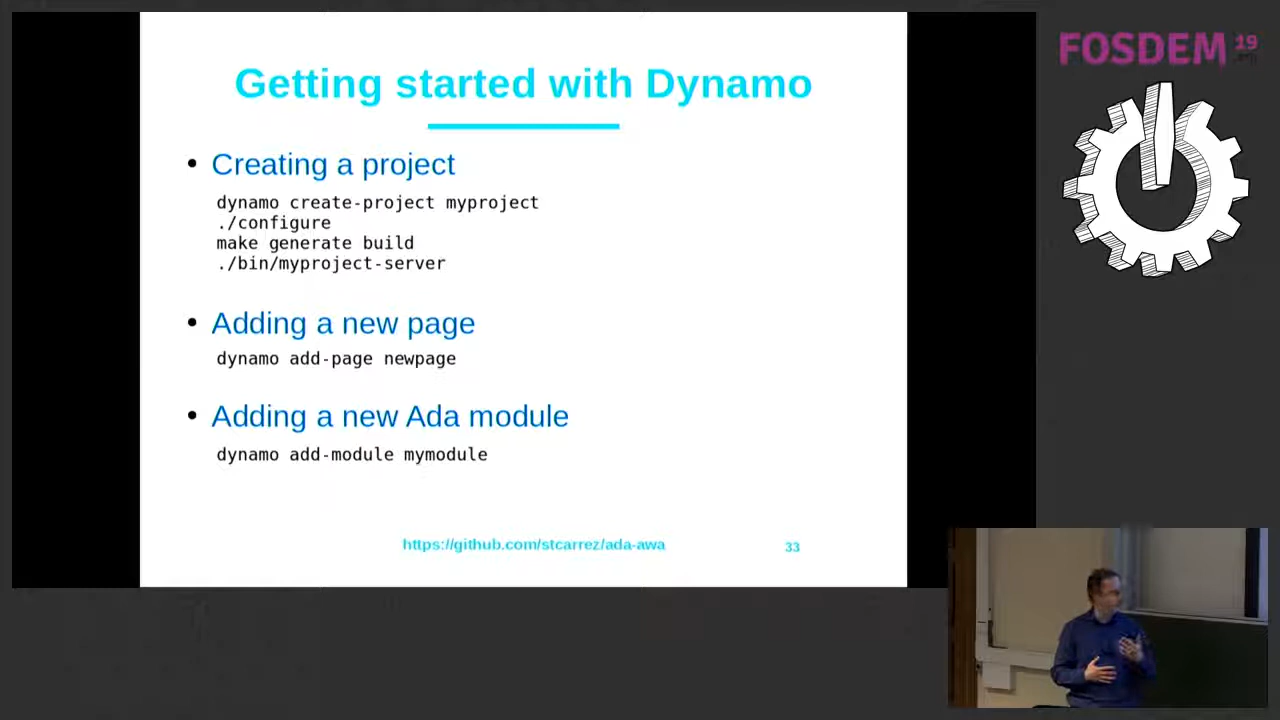 FOSDEM 19
.org
Getting started with Dynamo
• Creating a project
dynamo create-project myproject
./configure
make generate build
./bin/myproject-server
• Adding a new page
dynamo add-page newpage
• Adding a new Ada module
dynamo add-module mymodule
https://github.com/stcarrez/ada-awa
33